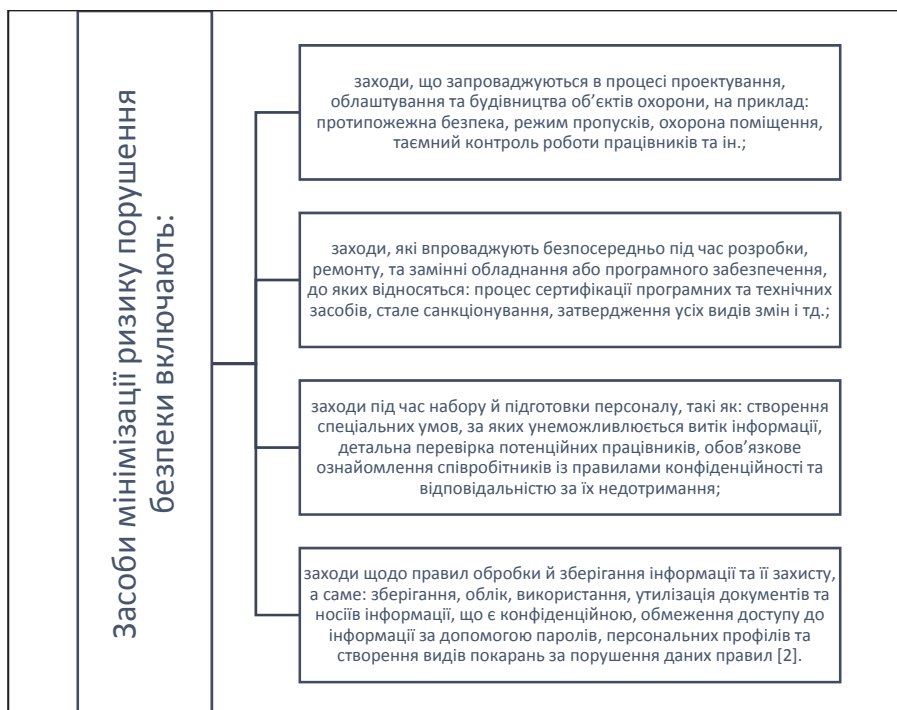 Засоби мінімізації ризику порушення
безпеки включають:
заходи, що запроваджуються в процесі проектування,
облаштування та будівництва об’єктів охорони, на приклад:
протипожежна безпека, режим пропусків, охорона поміщення,
таємний контроль роботи працівників та ін.;
заходи, які впроваджують безпосередньо під час розробки,
ремонту, та замінні обладнання або програмного забезпечення,
до яких відносяться: процес сертифікації програмних та технічних
засобів, стале санкціонування, затвердження усіх видів змін і тд.;
заходи під час набору й підготовки персоналу, такі як: створення
спеціальних умов, за яких унеможливлюється витік інформації,
детальна перевірка потенційних працівників, обов’язкове
ознайомлення співробітників із правилами конфіденційності та
відповідальністю за їх недотримання;
заходи щодо правил обробки й зберігання інформації та її захисту,
а саме: зберігання, облік, використання, утилізація документів та
носіїв інформації, що є конфіденційною, обмеження доступу до
інформації за допомогою паролів, персональних профілів та
створення видів покарань за порушення даних правил [2].